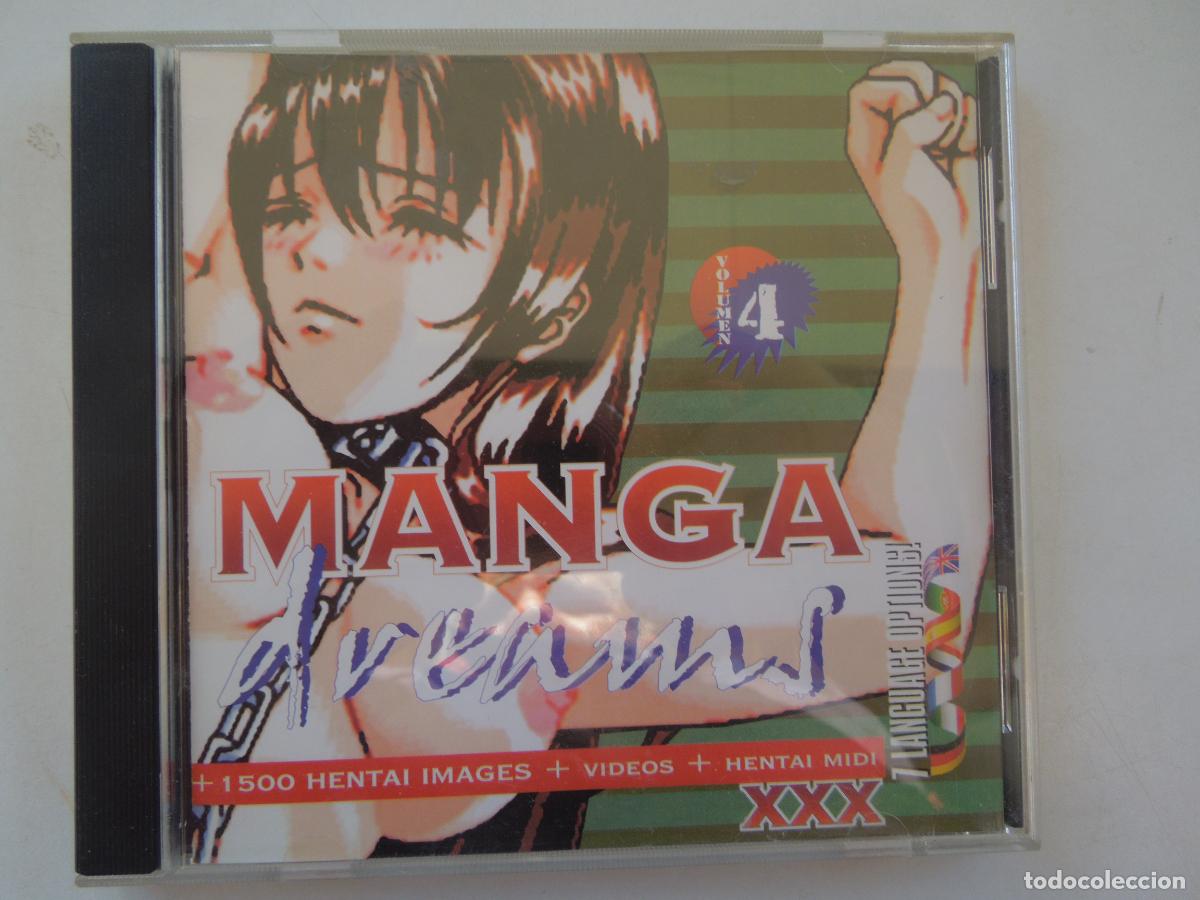 VOLUMEN
4
MANGA
dreams
7 LANGUAGE OPTIONS!
+ 1500 HENTAI IMAGES + VIDEOS + HENTAI MIDI
XXX
todocoleccion